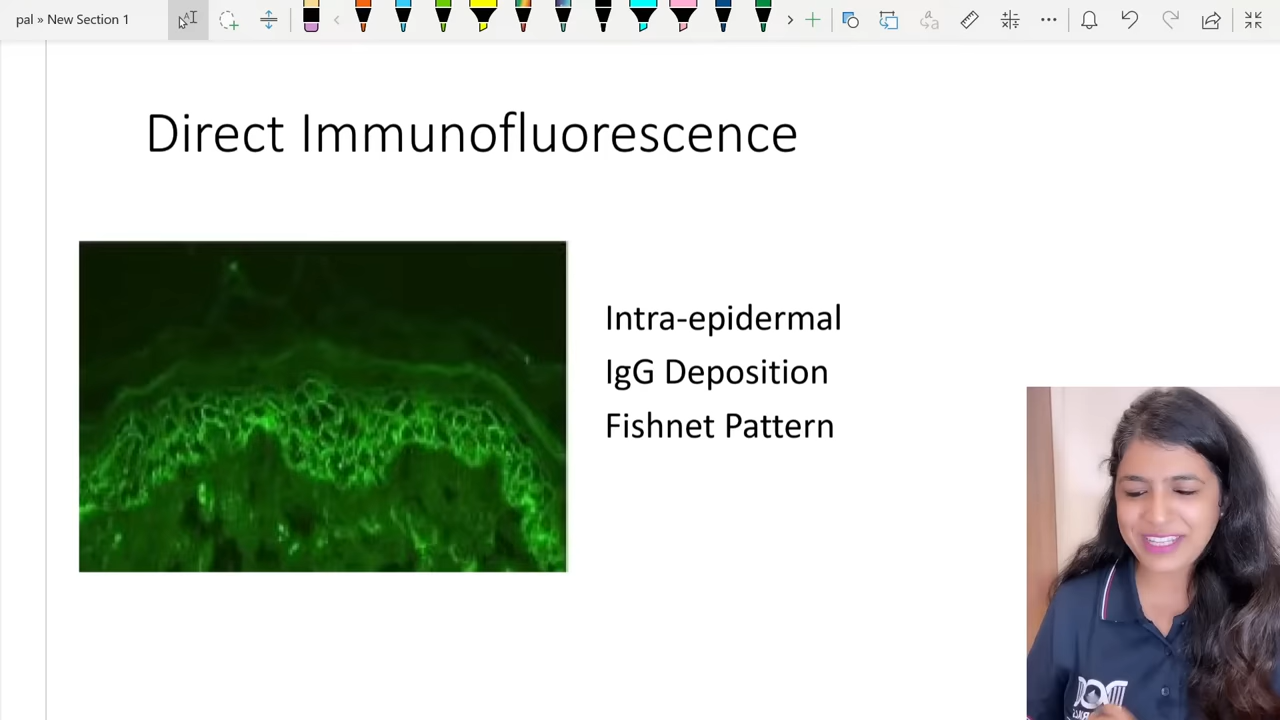 pal » New Section 1
Direct Immunofluorescence
Intra-epidermal
IgG Deposition
Fishnet Pattern